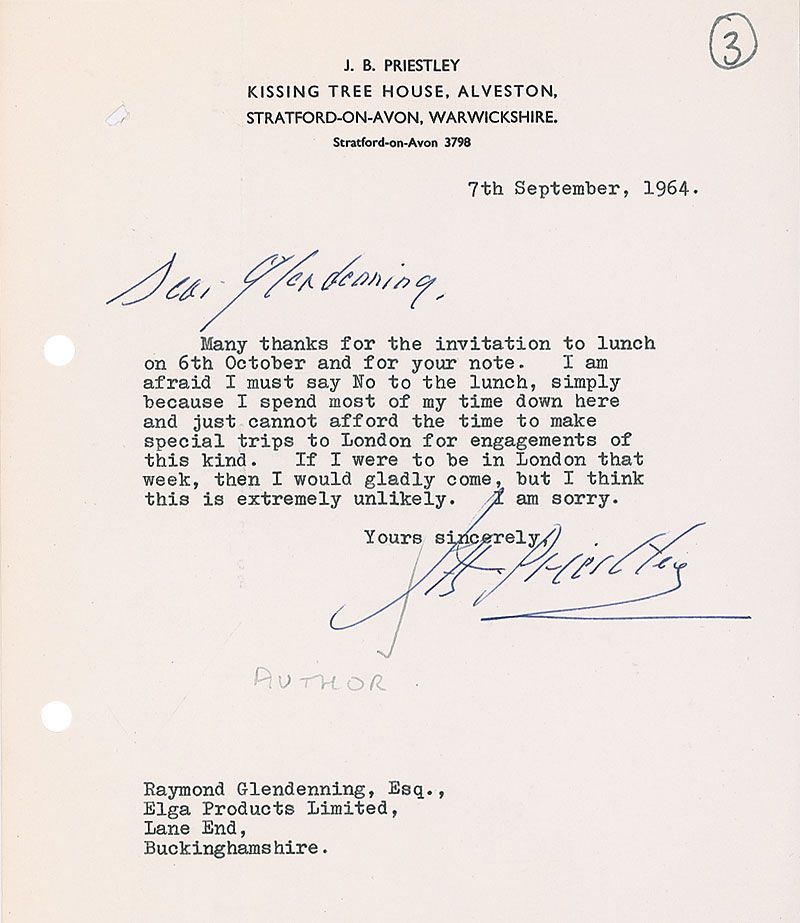 3
J. B. PRIESTLEY
KISSING TREE HOUSE, ALVESTON,
STRATFORD-ON-AVON, WARWICKSHIRE.
Stratford-on-Avon 3798
7th September, 1964.
Dear Glendenning,
Many thanks for the invitation to lunch
on 6th October and for your note. I am
afraid I must say No to the lunch, simply
because I spend most of my time down here
and just cannot afford the time to make
special trips to London for engagements of
this kind. If I were to be in London that
week, then I would gladly come, but I think
this is extremely unlikely. I am sorry.
Yours sincerely,
J.B. Priestley
AUTHOR
Raymond Glendenning, Esq.,
Elga Products Limited,
Lane End,
Buckinghamshire.